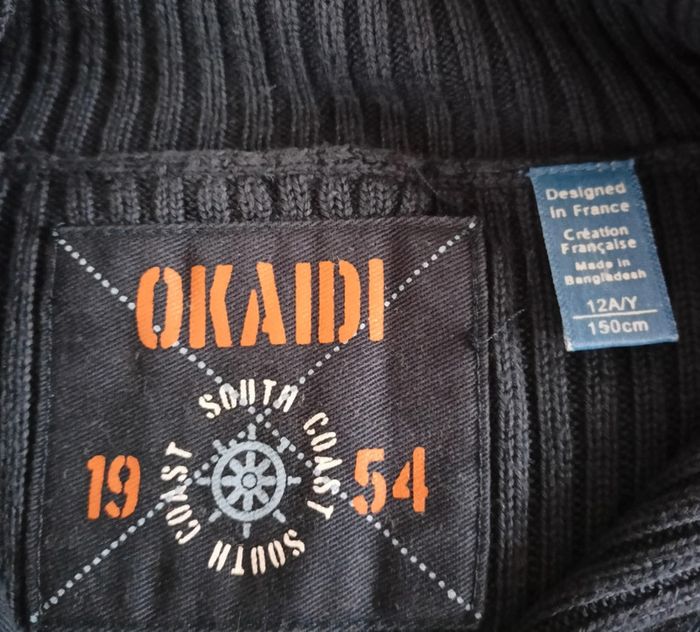 OKAIDI
SOUTH COAST
SOUTH COAST
19 54
Designed
in France
Création
Française
Made in
Bangladesh
12A/Y
150cm